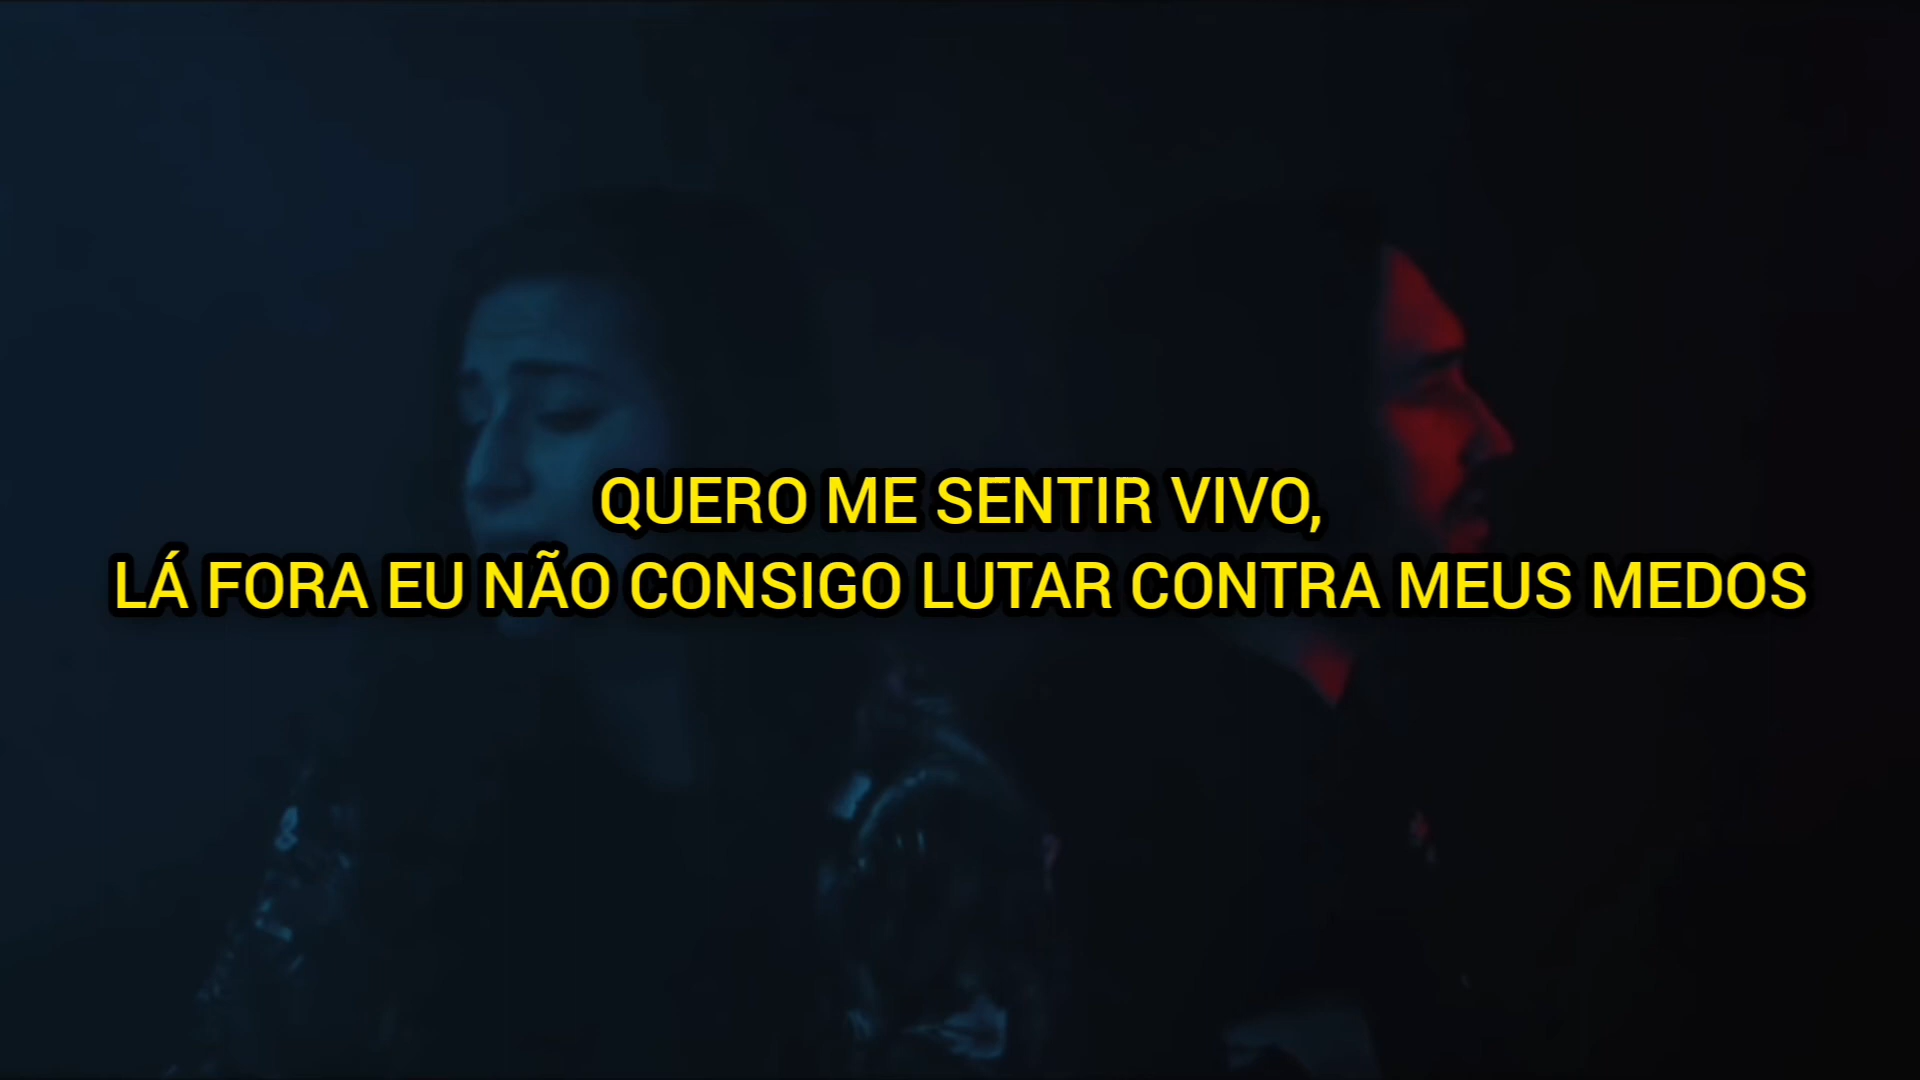 QUERO ME SENTIR VIVO,
LÁ FORA EU NÃO CONSIGO LUTAR CONTRA MEUS MEDOS